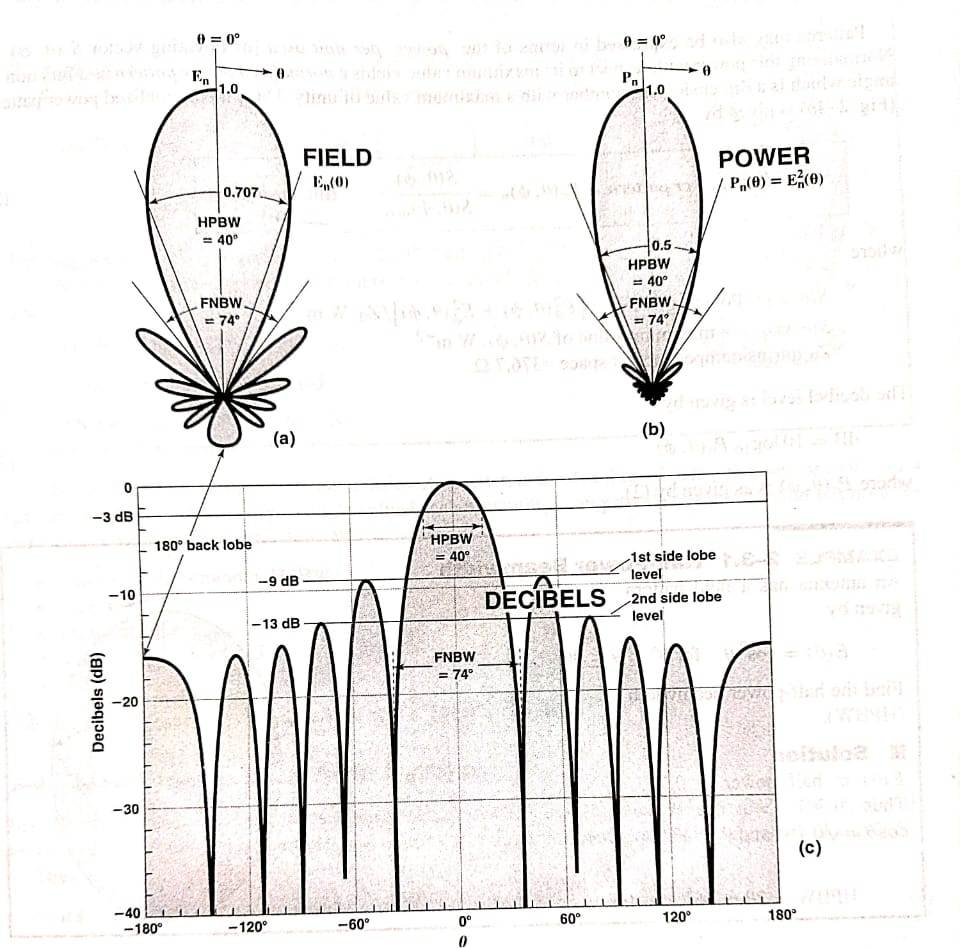 θ = 0°
θ
Eₙ
1.0
FIELD
Eₙ(θ)
0.707
HPBW
= 40°
FNBW
= 74°
(a)
θ = 0°
θ
Pₙ
1.0
POWER
Pₙ(θ) = Eₙ²(θ)
0.5
HPBW
= 40°
FNBW
= 74°
(b)
0
−3 dB
180° back lobe
HPBW
= 40°
1st side lobe
level
−9 dB
−10
DECIBELS
2nd side lobe
level
−13 dB
FNBW
= 74°
Decibels (dB)
−20
−30
(c)
−40
−180° −120° −60° 0° 60° 120° 180°
θ